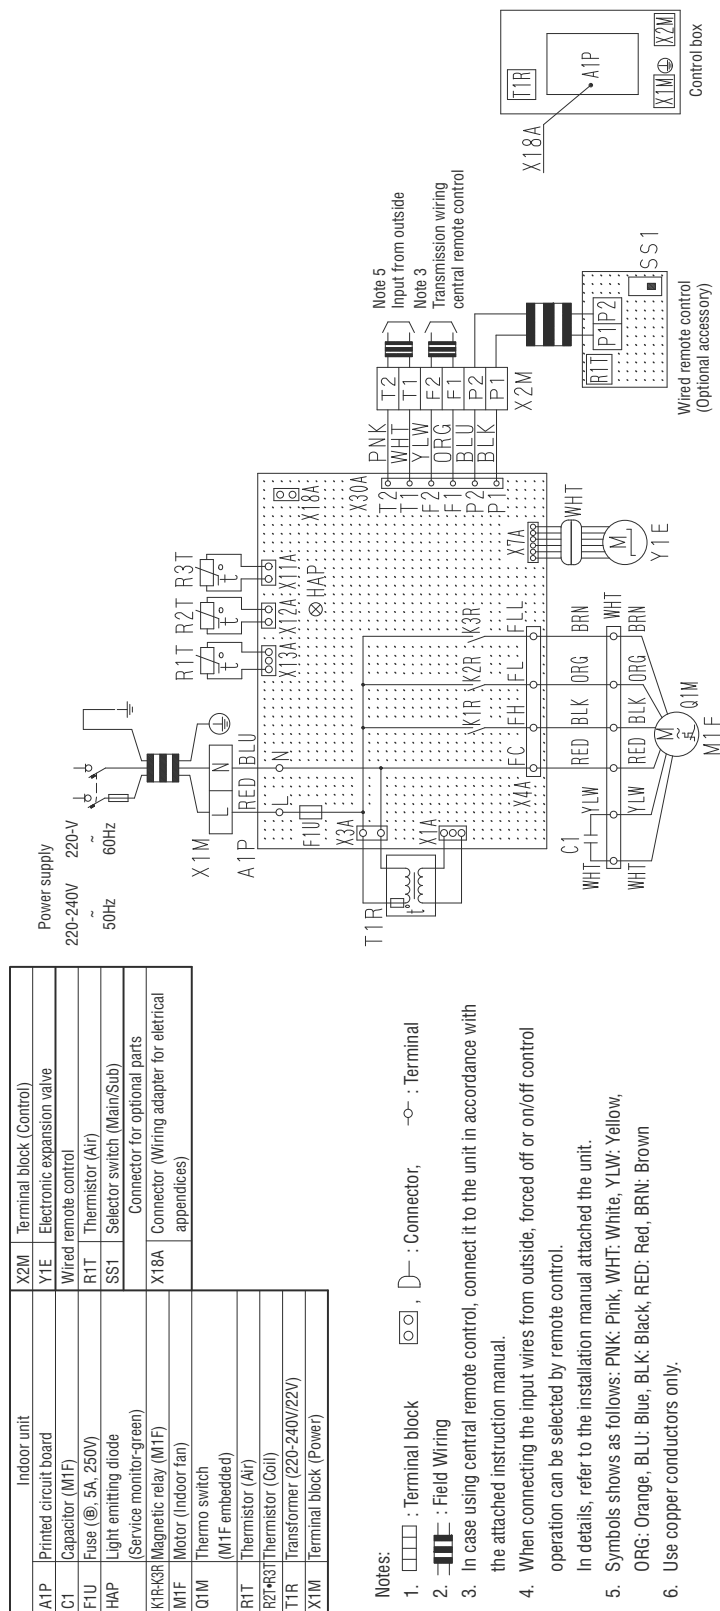 Indoor unit
A1P Printed circuit board
C1 Capacitor (M1F)
F1U Fuse (Ⓑ, 5A, 250V)
HAP Light emitting diode
(Service monitor-green)
K1R-K3R Magnetic relay (M1F)
M1F Motor (Indoor fan)
Q1M Thermo switch
(M1F embedded)
R1T Thermistor (Air)
R2T•R3T Thermistor (Coil)
T1R Transformer (220-240V/22V)
X1M Terminal block (Power)
X2M Terminal block (Control)
Y1E Electronic expansion valve
Wired remote control
R1T Thermistor (Air)
SS1 Selector switch (Main/Sub)
Connector for optional parts
X18A Connector (Wiring adapter for eletrical
appendices)
Notes:
1. : Terminal block , : Connector, : Terminal
2. : Field Wiring
3. In case using central remote control, connect it to the unit in accordance with
the attached instruction manual.
4. When connecting the input wires from outside, forced off or on/off control
operation can be selected by remote control.
In details, refer to the installation manual attached the unit.
5. Symbols shows as follows: PNK: Pink, WHT: White, YLW: Yellow,
ORG: Orange, BLU: Blue, BLK: Black, RED: Red, BRN: Brown
6. Use copper conductors only.
Power supply
220-240V 220-V
~ ~
50Hz 60Hz
X1M
L N
A1P
RED BLU
L N
F1U
X3A
T1R
t°
X1A
R1T R2T R3T
t° t° t°
X13A X12A X11A
HAP
X18A
X30A
T2 T1 F2 F1 P2 P1
PNK
WHT
YLW
ORG
BLU
BLK
T2
T1
F2
F1
P2
P1
X2M
Note 5
Input from outside
Note 3
Transmission wiring
central remote control
K1R K2R K3R
X4A
FC FH FL FLL
RED BLK ORG BRN
WHT
RED BLK ORG BRN
C1
WHT YLW
WHT YLW
M
~
Q1M
M1F
X7A
WHT
M
Y1E
R1T
P1 P2
SS1
Wired remote control
(Optional accessory)
T1R
A1P
X18A
X1M X2M
Control box